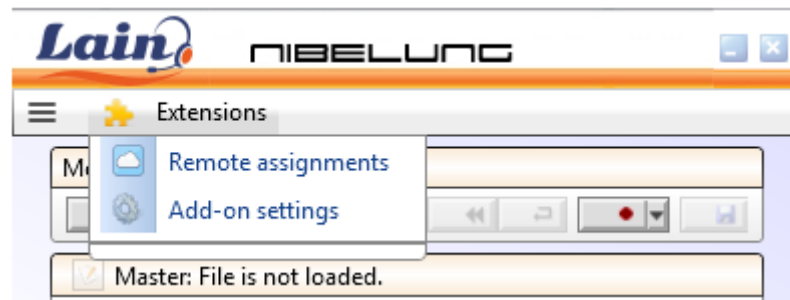 Lain
NIBELUNG
Extensions
Remote assignments
Add-on settings
Master: File is not loaded.